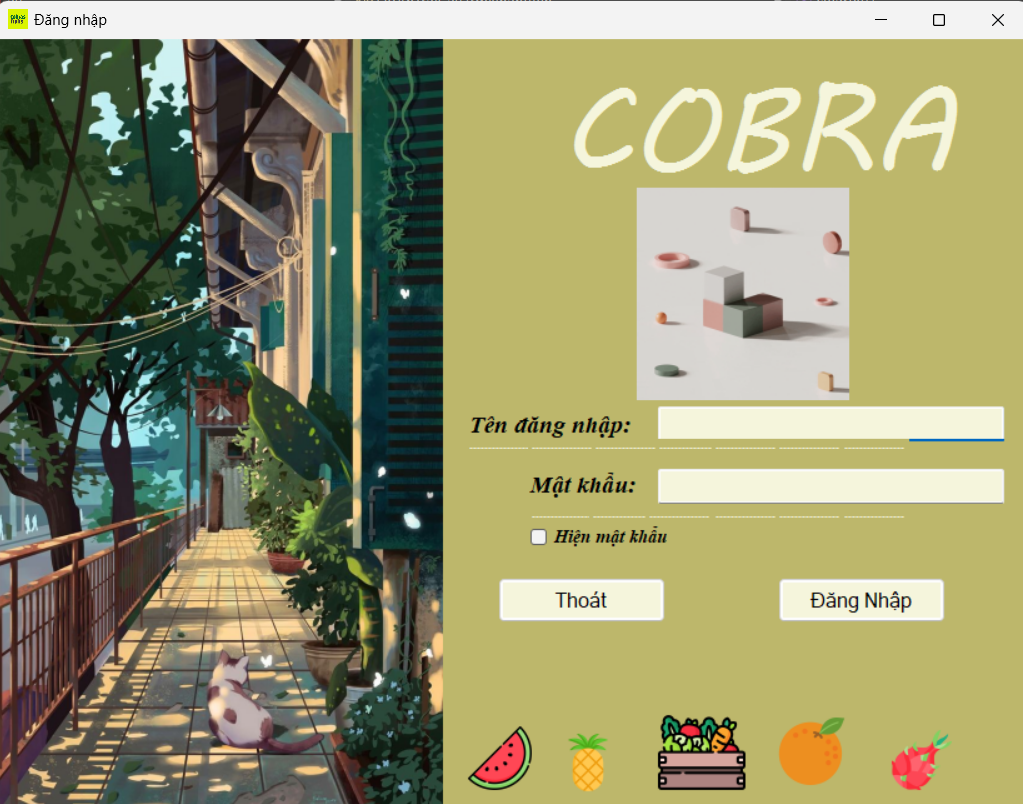 Đăng nhập
COBRA
Tên đăng nhập:
Mật khẩu:
Hiện mật khẩu
Thoát
Đăng Nhập